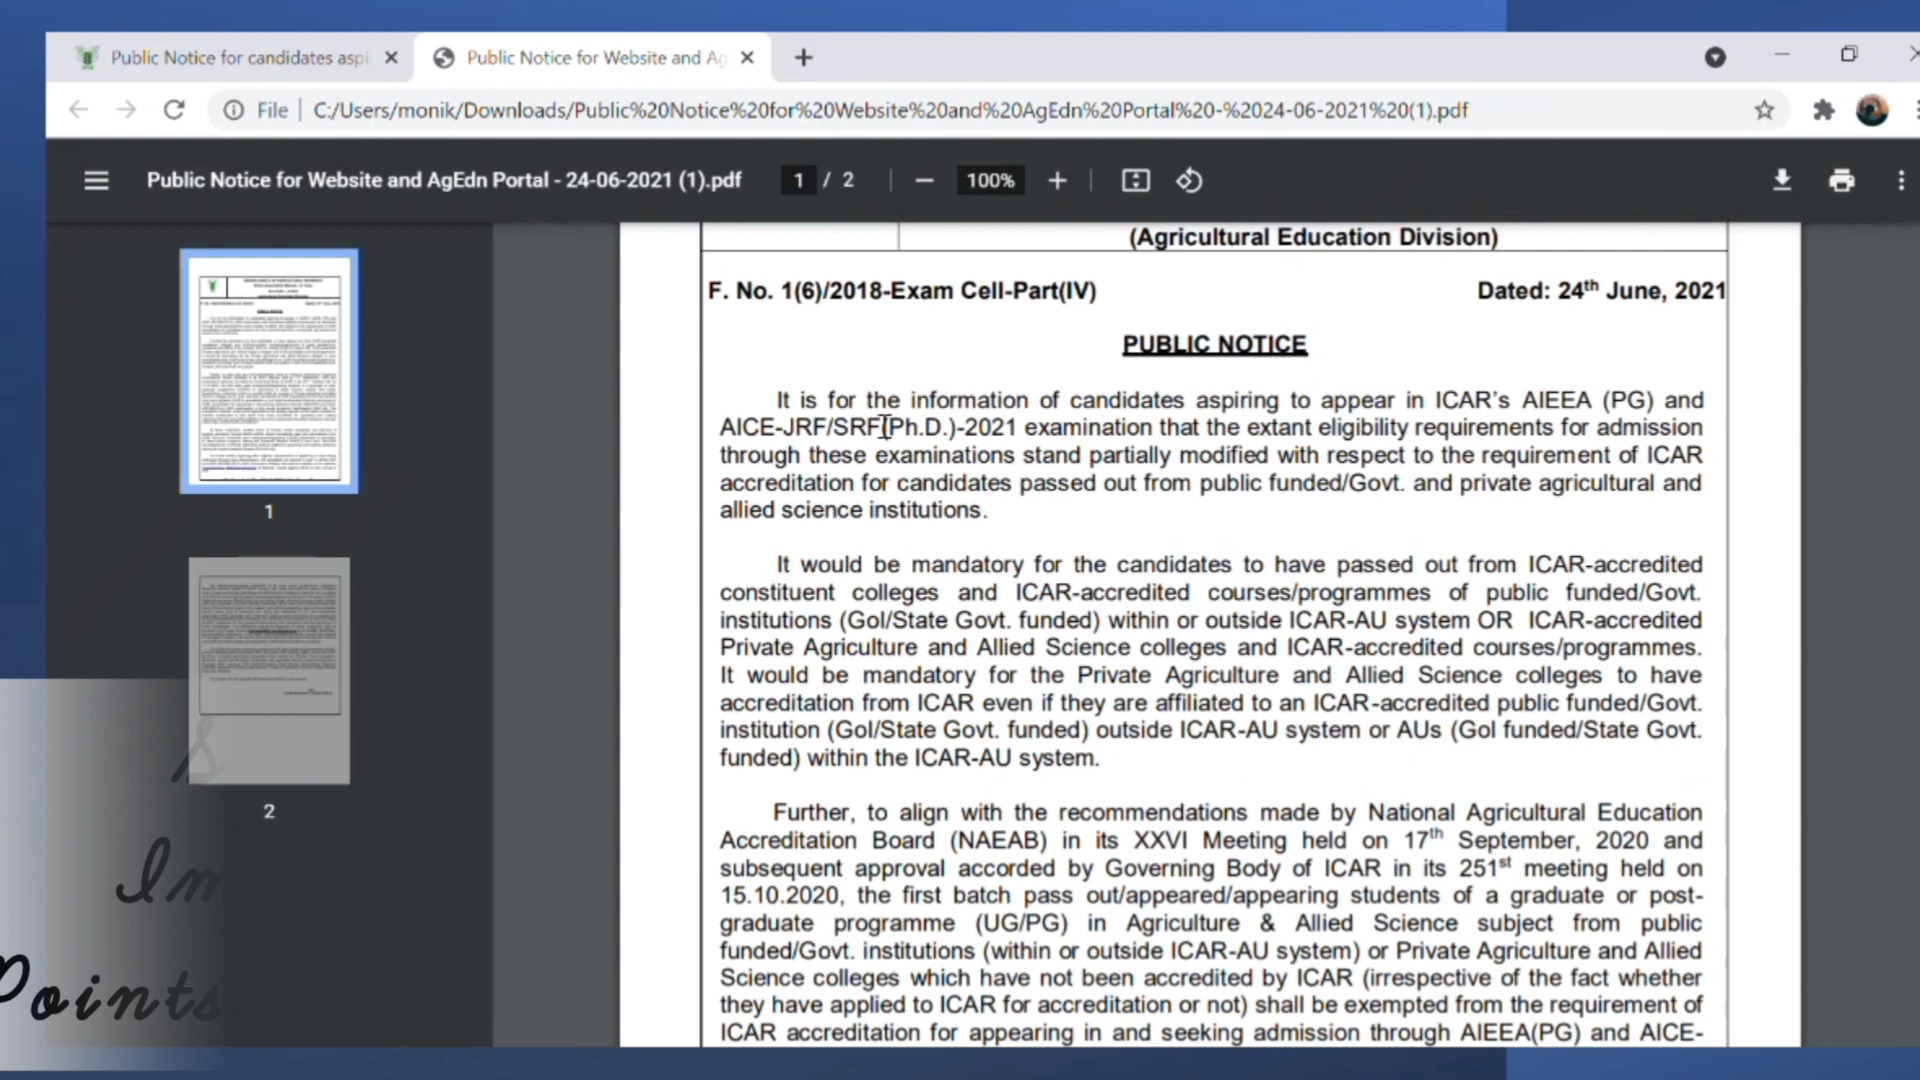 Public Notice for candidates aspi
Public Notice for Website and Ag
File
C:/Users/monik/Downloads/Public%20Notice%20for%20Website%20and%20AgEdn%20Portal%20-%2024-06-2021%20(1).pdf
Public Notice for Website and AgEdn Portal - 24-06-2021 (1).pdf
1 / 2
100%
1
2
(Agricultural Education Division)
F. No. 1(6)/2018-Exam Cell-Part(IV)
Dated: 24th June, 2021
PUBLIC NOTICE
It is for the information of candidates aspiring to appear in ICAR's AIEEA (PG) and
AICE-JRF/SRF(Ph.D.)-2021 examination that the extant eligibility requirements for admission
through these examinations stand partially modified with respect to the requirement of ICAR
accreditation for candidates passed out from public funded/Govt. and private agricultural and
allied science institutions.
It would be mandatory for the candidates to have passed out from ICAR-accredited
constituent colleges and ICAR-accredited courses/programmes of public funded/Govt.
institutions (GoI/State Govt. funded) within or outside ICAR-AU system OR ICAR-accredited
Private Agriculture and Allied Science colleges and ICAR-accredited courses/programmes.
It would be mandatory for the Private Agriculture and Allied Science colleges to have
accreditation from ICAR even if they are affiliated to an ICAR-accredited public funded/Govt.
institution (GoI/State Govt. funded) outside ICAR-AU system or AUs (GoI funded/State Govt.
funded) within the ICAR-AU system.
Further, to align with the recommendations made by National Agricultural Education
Accreditation Board (NAEAB) in its XXVI Meeting held on 17th September, 2020 and
subsequent approval accorded by Governing Body of ICAR in its 251st meeting held on
15.10.2020, the first batch pass out/appeared/appearing students of a graduate or post-
graduate programme (UG/PG) in Agriculture & Allied Science subject from public
funded/Govt. institutions (within or outside ICAR-AU system) or Private Agriculture and Allied
Science colleges which have not been accredited by ICAR (irrespective of the fact whether
they have applied to ICAR for accreditation or not) shall be exempted from the requirement of
ICAR accreditation for appearing in and seeking admission through AIEEA(PG) and AICE-
Im
Points